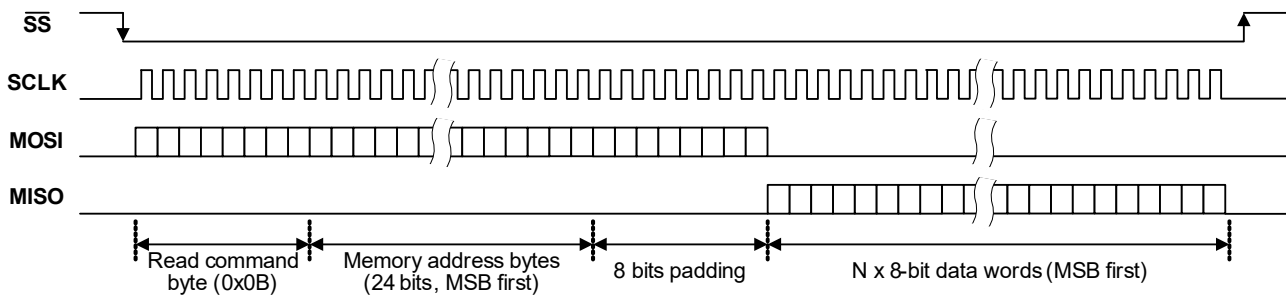 SS
SCLK
MOSI
MISO
Read command
byte (0x0B)
Memory address bytes
(24 bits, MSB first)
8 bits padding
N x 8-bit data words (MSB first)